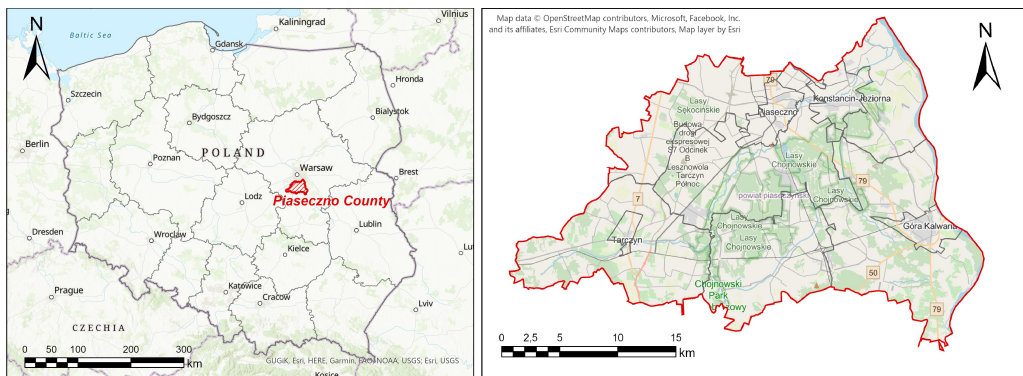 N
Baltic Sea
Vilnius
Kaliningrad
Gdansk
Hrodna
Szczecin
Bialystok
Bydgoszcz
Berlin
Poznan
POLAND
Warsaw
Brest
Piaseczno County
Lodz
Lublin
Dresden
Wroclaw
Kielce
Katowice
Prague
Cracow
Lviv
CZECHIA
Kosice
0 50 100 200 300
km
GUGiK, Esri, HERE, Garmin, FAO, NOAA, USGS; Esri, USGS
Map data © OpenStreetMap contributors, Microsoft, Facebook, Inc.
and its affiliates, Esri Community Maps contributors, Map layer by Esri
N
79
Lasy
Sękocińskie
Konstancin-Jeziorna
Piaseczno
Budowa
drogi
ekspresowej
S7 Odcinek
B
Lesznowola
Tarczyn
Północ
Lasy
Chojnowskie
79
7
powiat piaseczyński
Lasy
Chojnowskie
Lasy
Chojnowskie
Góra Kalwaria
Tarczyn
Lasy
Chojnowskie
50
Chojnowski
Park
79
0 2,5 5 10 15
km